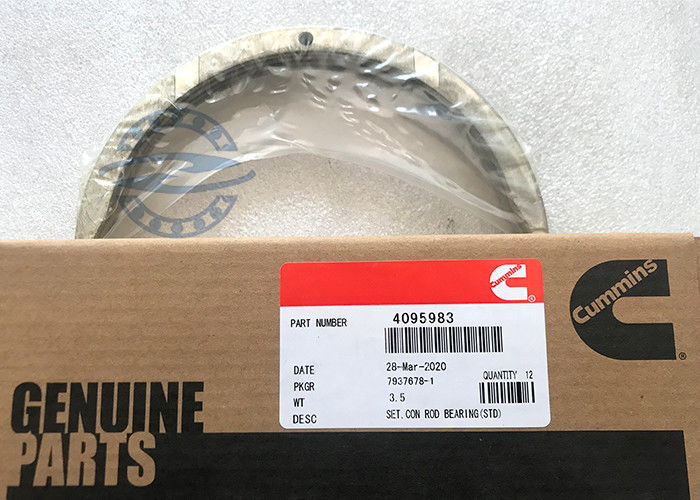 Cummins
PART NUMBER 4095983
DATE 28-Mar-2020
PKGR 7937678-1 QUANTITY 12
WT 3.5
DESC SET.CON ROD BEARING(STD)
Cummins
®
GENUINE
PARTS